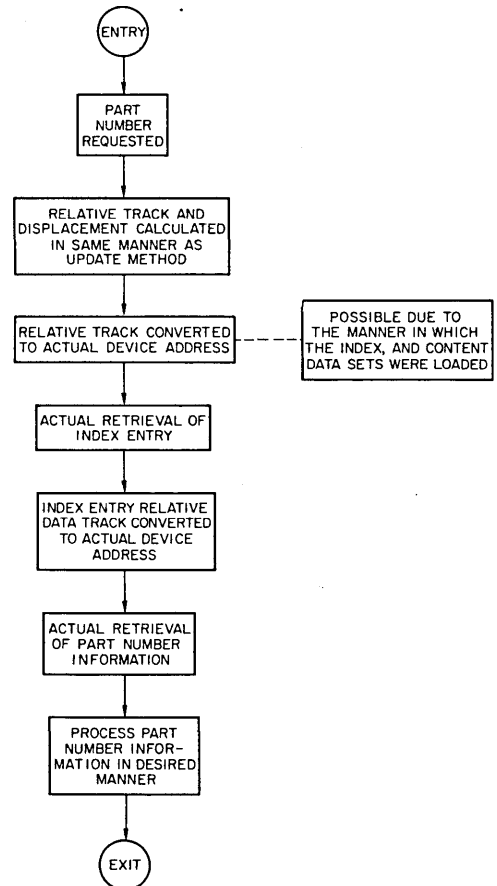 ENTRY
PART
NUMBER
REQUESTED
RELATIVE TRACK AND
DISPLACEMENT CALCULATED
IN SAME MANNER AS
UPDATE METHOD
RELATIVE TRACK CONVERTED
TO ACTUAL DEVICE ADDRESS
POSSIBLE DUE TO
THE MANNER IN WHICH
THE INDEX, AND CONTENT
DATA SETS WERE LOADED
ACTUAL RETRIEVAL OF
INDEX ENTRY
INDEX ENTRY RELATIVE
DATA TRACK CONVERTED
TO ACTUAL DEVICE
ADDRESS
ACTUAL RETRIEVAL
OF PART NUMBER
INFORMATION
PROCESS PART
NUMBER INFOR-
MATION IN DESIRED
MANNER
EXIT